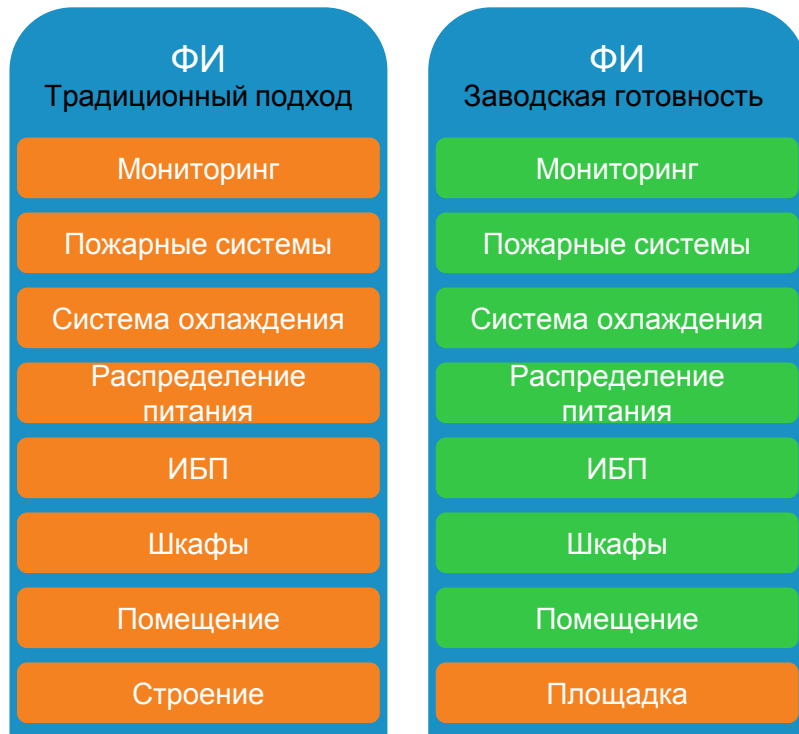 ФИ
Традиционный подход
Мониторинг
Пожарные системы
Система охлаждения
Распределение
питания
ИБП
Шкафы
Помещение
Строение
ФИ
Заводская готовность
Мониторинг
Пожарные системы
Система охлаждения
Распределение
питания
ИБП
Шкафы
Помещение
Площадка